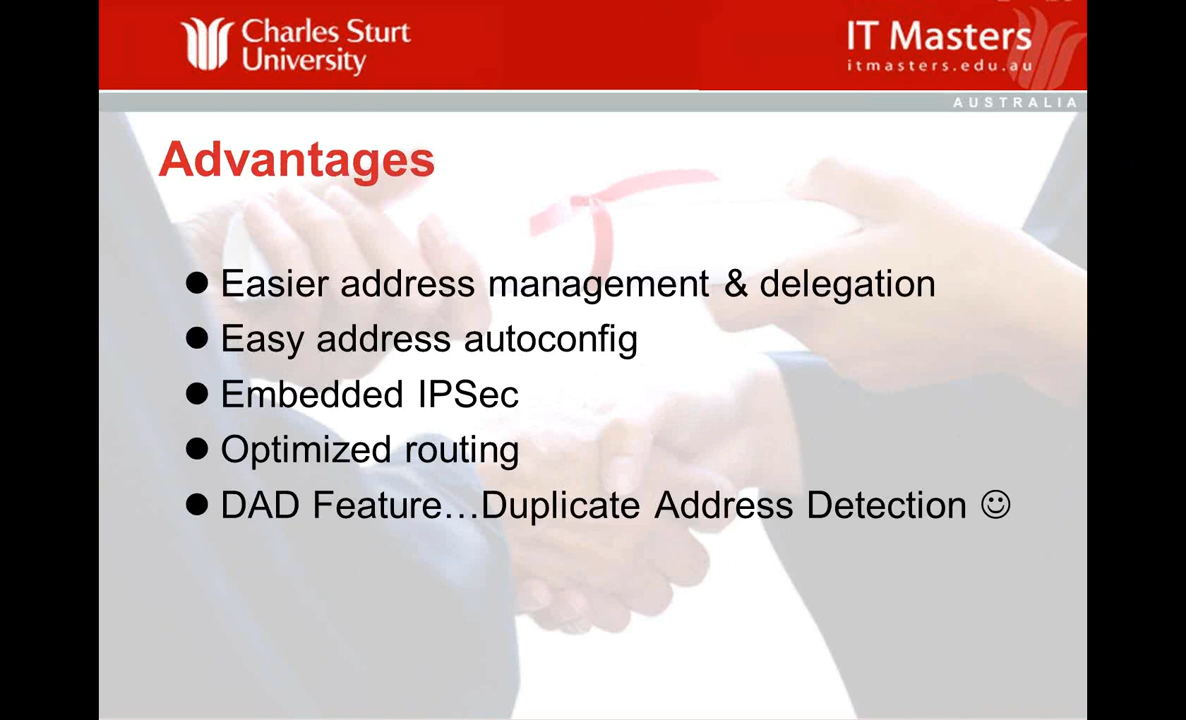 Charles Sturt
University
IT Masters
itmasters.edu.au
AUSTRALIA
Advantages
● Easier address management & delegation
● Easy address autoconfig
● Embedded IPSec
● Optimized routing
● DAD Feature…Duplicate Address Detection ☺